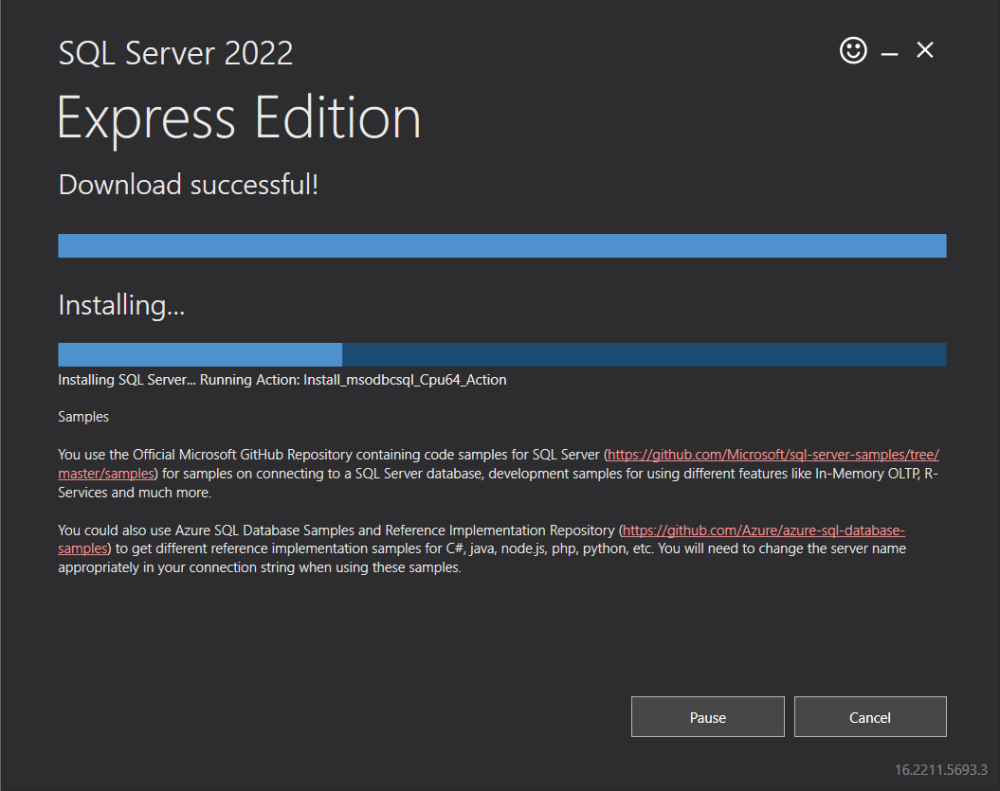 SQL Server 2022
Express Edition
Download successful!
Installing...
Installing SQL Server... Running Action: Install_msodbcsql_Cpu64_Action
Samples
You use the Official Microsoft GitHub Repository containing code samples for SQL Server (https://github.com/Microsoft/sql-server-samples/tree/
master/samples) for samples on connecting to a SQL Server database, development samples for using different features like In-Memory OLTP, R-
Services and much more.
You could also use Azure SQL Database Samples and Reference Implementation Repository (https://github.com/Azure/azure-sql-database-
samples) to get different reference implementation samples for C#, java, node.js, php, python, etc. You will need to change the server name
appropriately in your connection string when using these samples.
Pause
Cancel
16.2211.5693.3